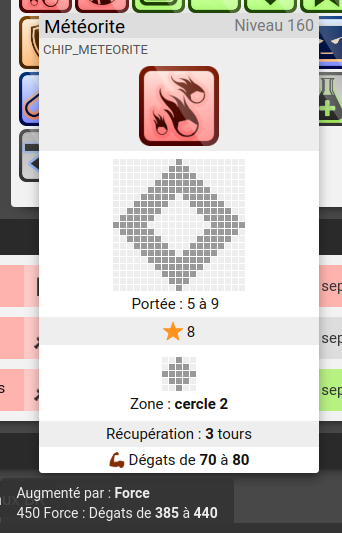 Météorite
Niveau 160
CHIP_METEORITE
Portée : 5 à 9
8
Zone : cercle 2
Récupération : 3 tours
Dégats de 70 à 80
sep
sep
s
sep
Augmenté par : Force
450 Force : Dégats de 385 à 440